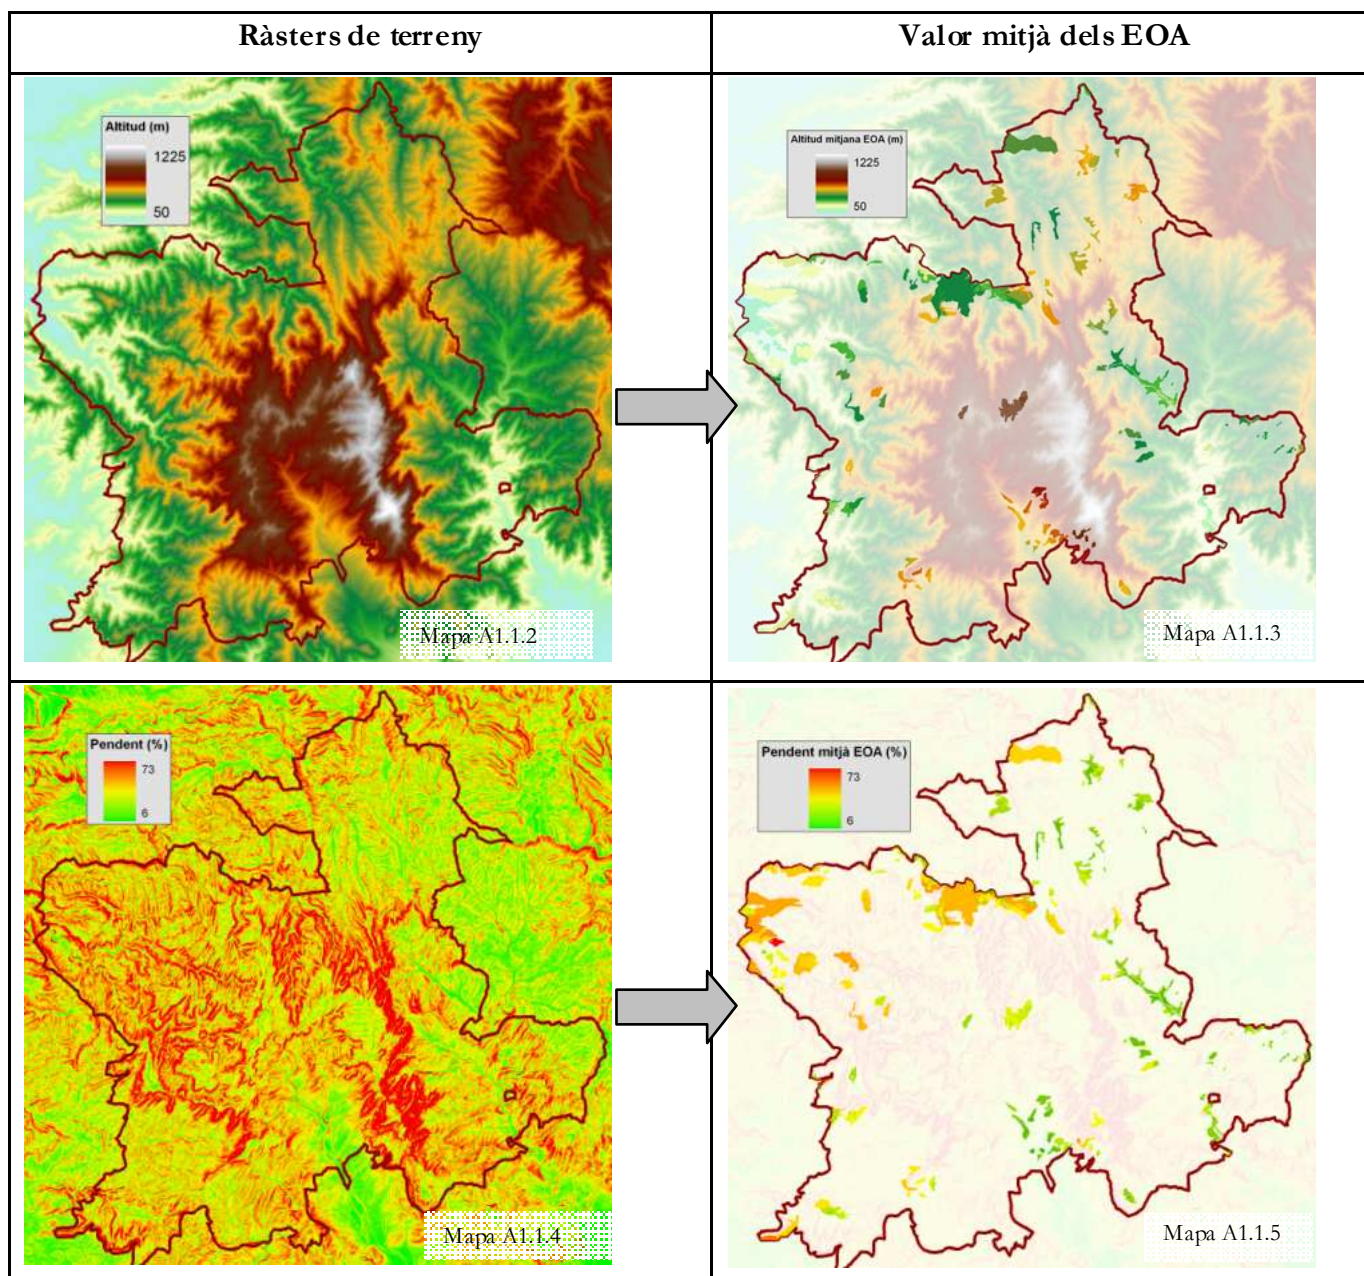 Ràsters de terreny
Valor mitjà dels EOA
Altitud (m)
1225
50
Mapa A1.1.2
Altitud mitjana EOA (m)
1225
50
Mapa A1.1.3
Pendent (%)
73
6
Mapa A1.1.4
Pendent mitjà EOA (%)
73
6
Mapa A1.1.5